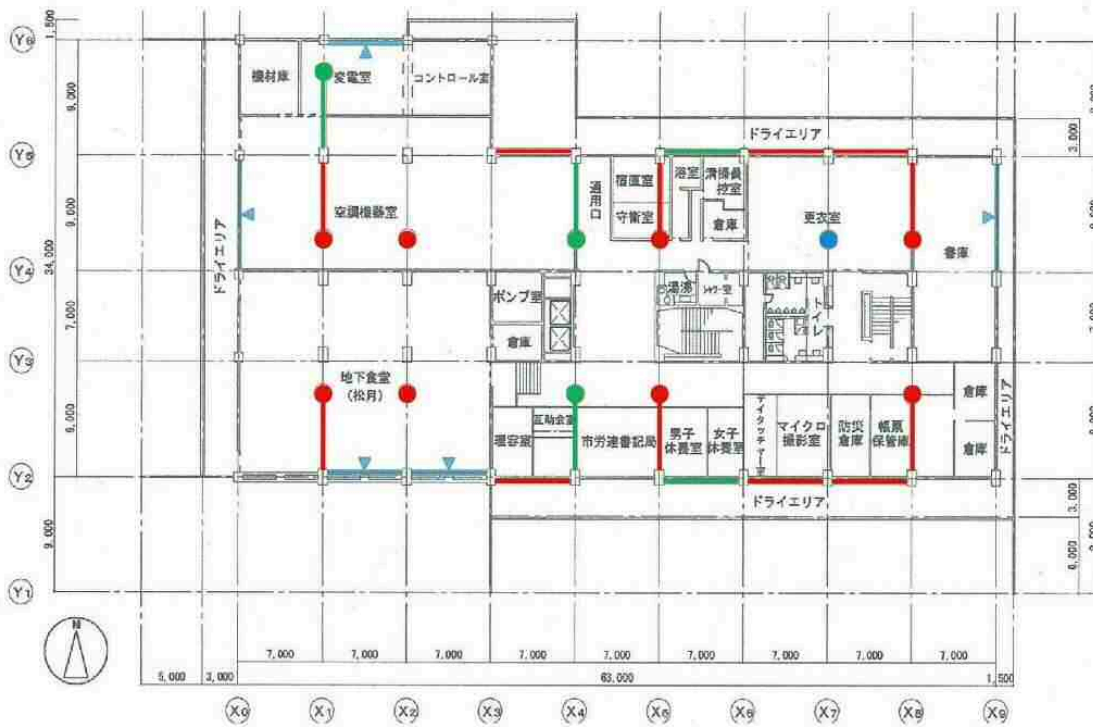 1,500
Y6
機材庫
変電室
コントロール室
9,000
ドライエリア
3,000
Y5
通用口
宿直室
浴室
清掃員
控室
空調機器室
守衛室
倉庫
更衣室
書庫
9,000
34,000
ドライエリア
Y4
ポンプ室
湯沸
シャワー室
トイレ
7,000
倉庫
Y3
地下食室
(松月)
9,000
理容室
互助会室
市労連書記局
男子
休養室
女子
休養室
マイクロ
撮影室
防災
倉庫
帳票
保管庫
倉庫
倉庫
ドライエリア
Y2
ドライエリア
3,000
6,000
9,000
Y1
N
7,000
7,000
7,000
7,000
7,000
7,000
7,000
7,000
7,000
5,000
3,000
63,000
1,500
X0
X1
X2
X3
X4
X5
X6
X7
X8
X9